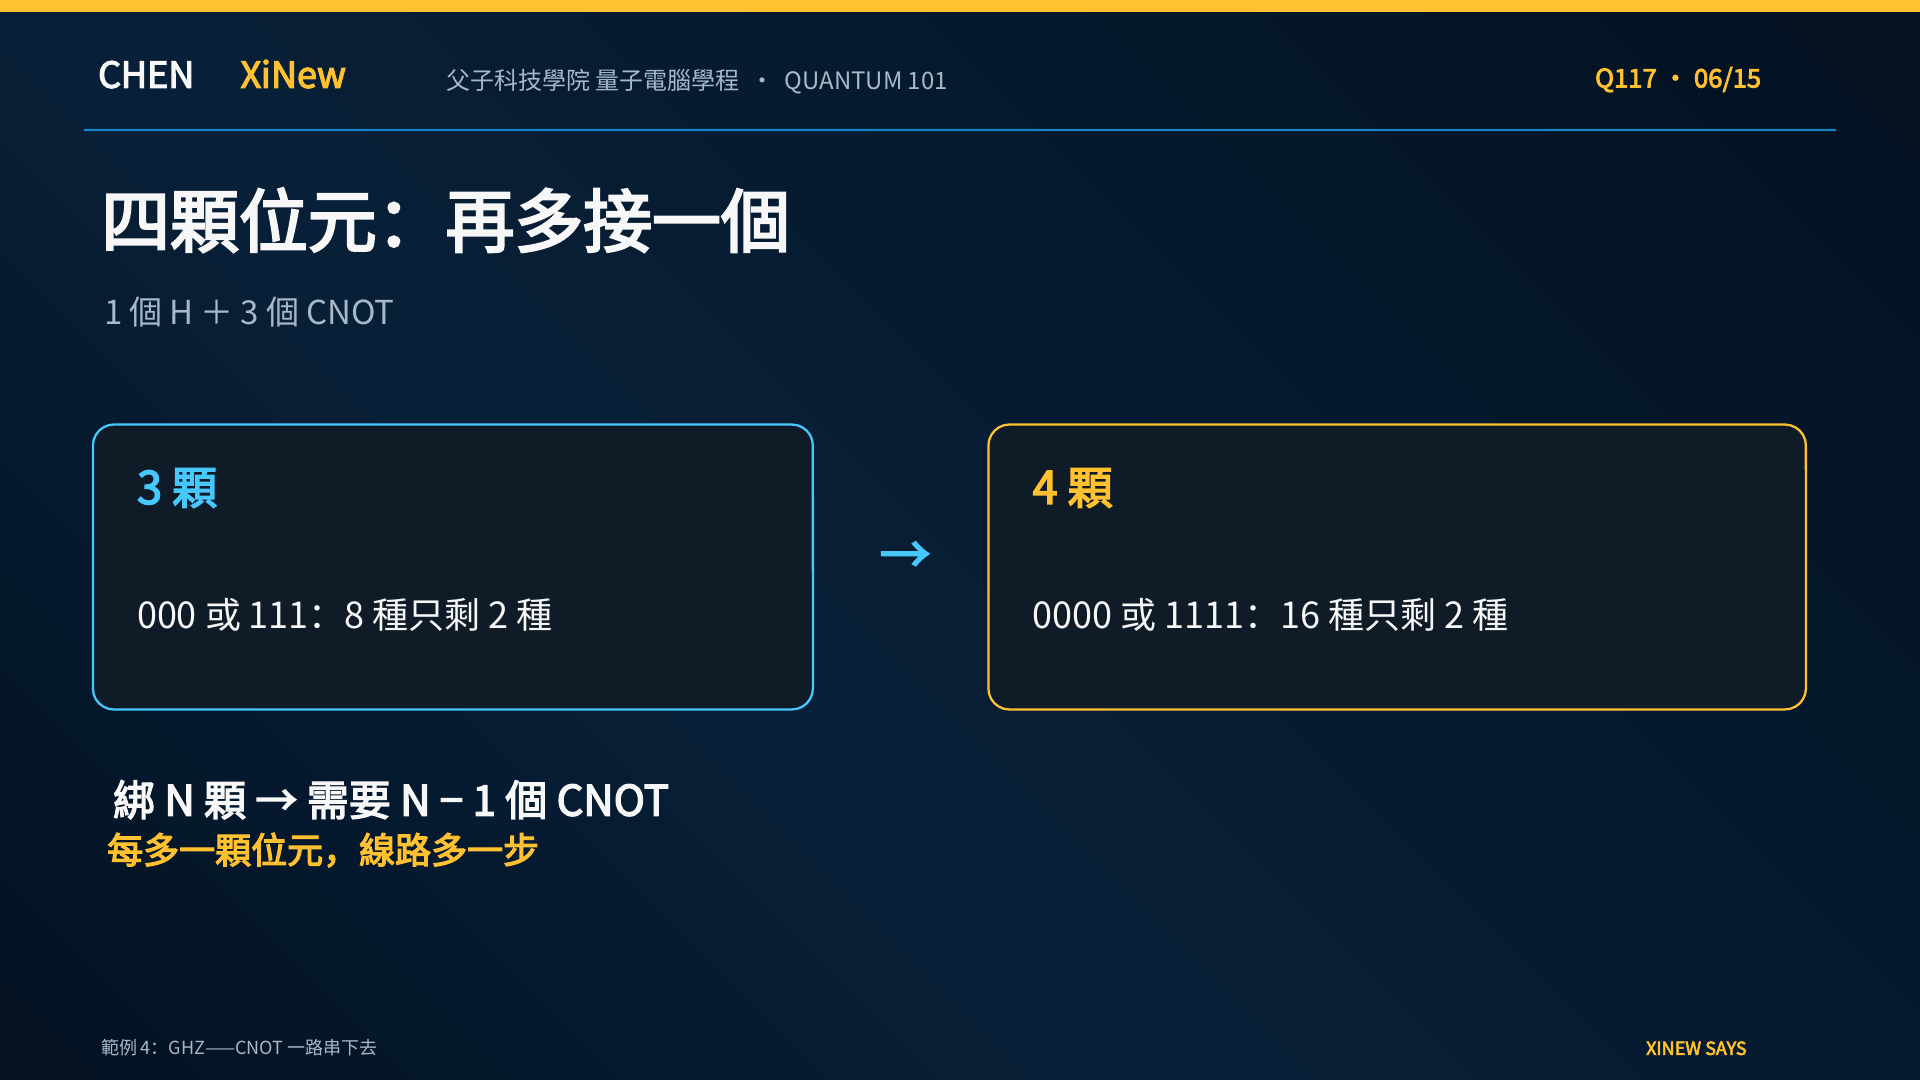 CHEN XiNew 父子科技學院 量子電腦學程 · QUANTUM 101 Q117 · 06/15
四顆位元：再多接一個
1 個 H ＋ 3 個 CNOT
3 顆
000 或 111：8 種只剩 2 種
→
4 顆
0000 或 1111：16 種只剩 2 種
綁 N 顆 → 需要 N − 1 個 CNOT
每多一顆位元，線路多一步
範例 4：GHZ——CNOT 一路串下去
XINEW SAYS